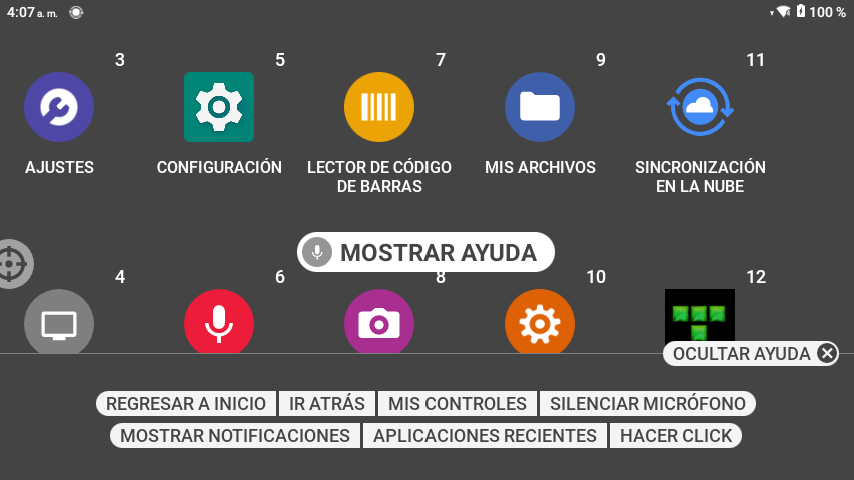 4:07 a. m.
100 %
3
5
7
9
11
AJUSTES
CONFIGURACIÓN
LECTOR DE CÓDIGO
DE BARRAS
MIS ARCHIVOS
SINCRONIZACIÓN
EN LA NUBE
MOSTRAR AYUDA
4
6
8
10
12
OCULTAR AYUDA
REGRESAR A INICIO
IR ATRÁS
MIS CONTROLES
SILENCIAR MICRÓFONO
MOSTRAR NOTIFICACIONES
APLICACIONES RECIENTES
HACER CLICK